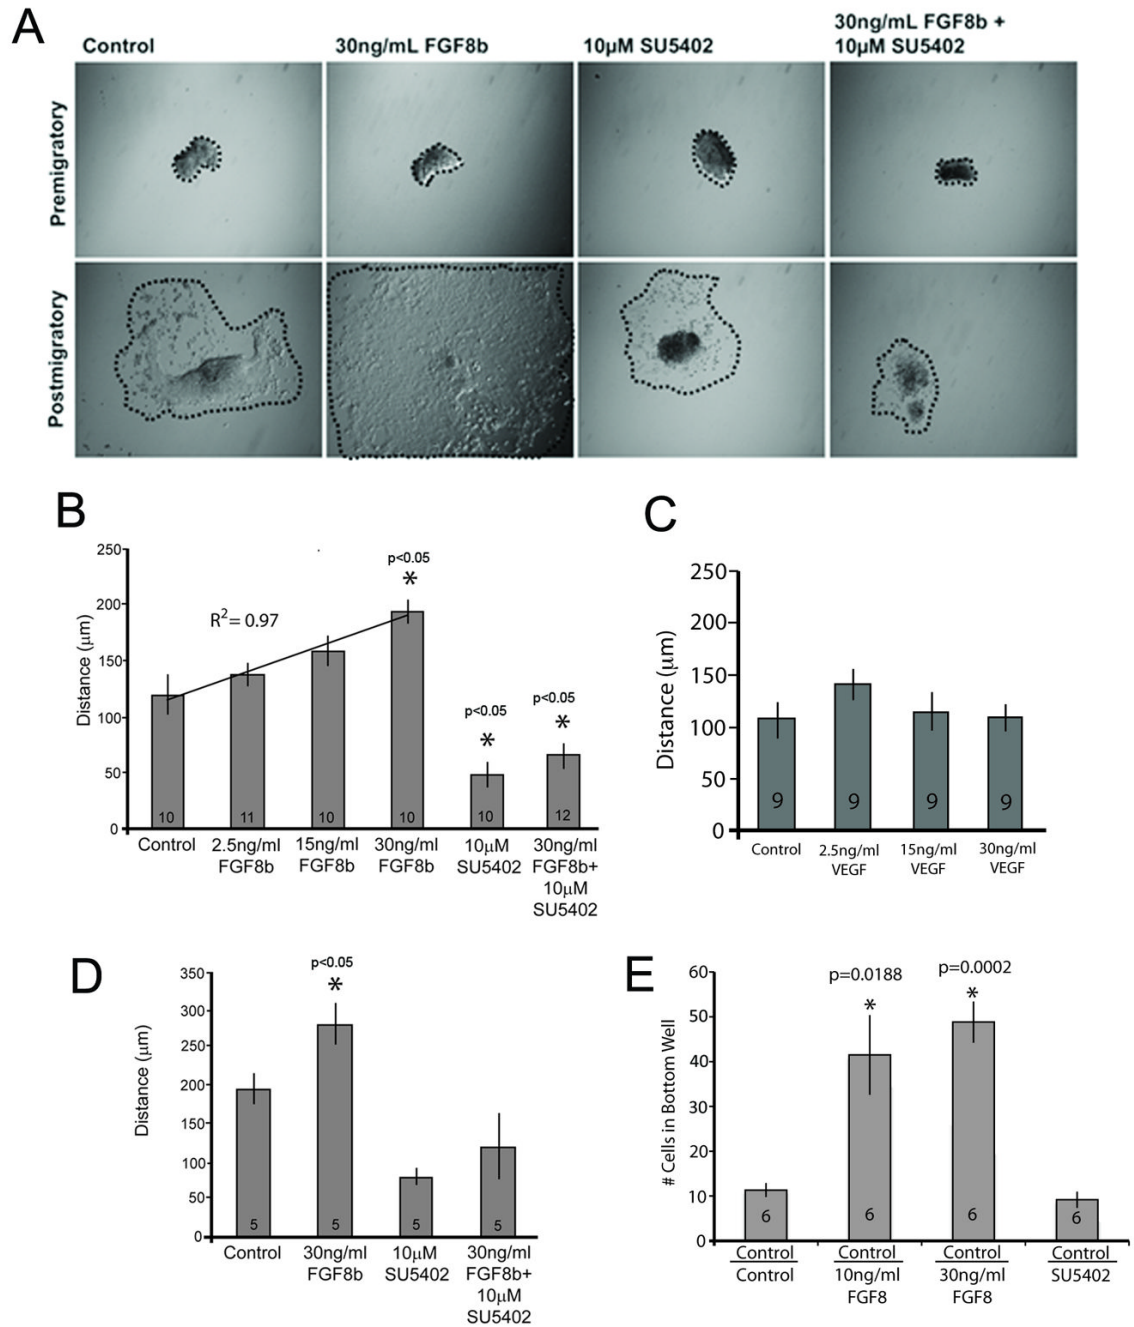 A
Control
30ng/mL FGF8b
10µM SU5402
30ng/mL FGF8b +
10µM SU5402
Premigratory
Postmigratory
B
Distance (µm)
250
200
150
100
50
0
R2= 0.97
p<0.05
*
p<0.05
*
p<0.05
*
10
11
10
10
10
12
Control
2.5ng/ml
FGF8b
15ng/ml
FGF8b
30ng/ml
FGF8b
10µM
SU5402
30ng/ml
FGF8b+
10µM
SU5402
C
Distance (µm)
250
200
150
100
50
0
9
9
9
9
Control
2.5ng/ml
VEGF
15ng/ml
VEGF
30ng/ml
VEGF
D
Distance (µm)
350
300
250
200
150
100
50
0
p<0.05
*
5
5
5
5
Control
30ng/ml
FGF8b
10µM
SU5402
30ng/ml
FGF8b+
10µM
SU5402
E
# Cells in Bottom Well
60
50
40
30
20
10
0
p=0.0188
*
p=0.0002
*
6
6
6
6
Control
Control
Control
10ng/ml
FGF8
Control
30ng/ml
FGF8
Control
SU5402